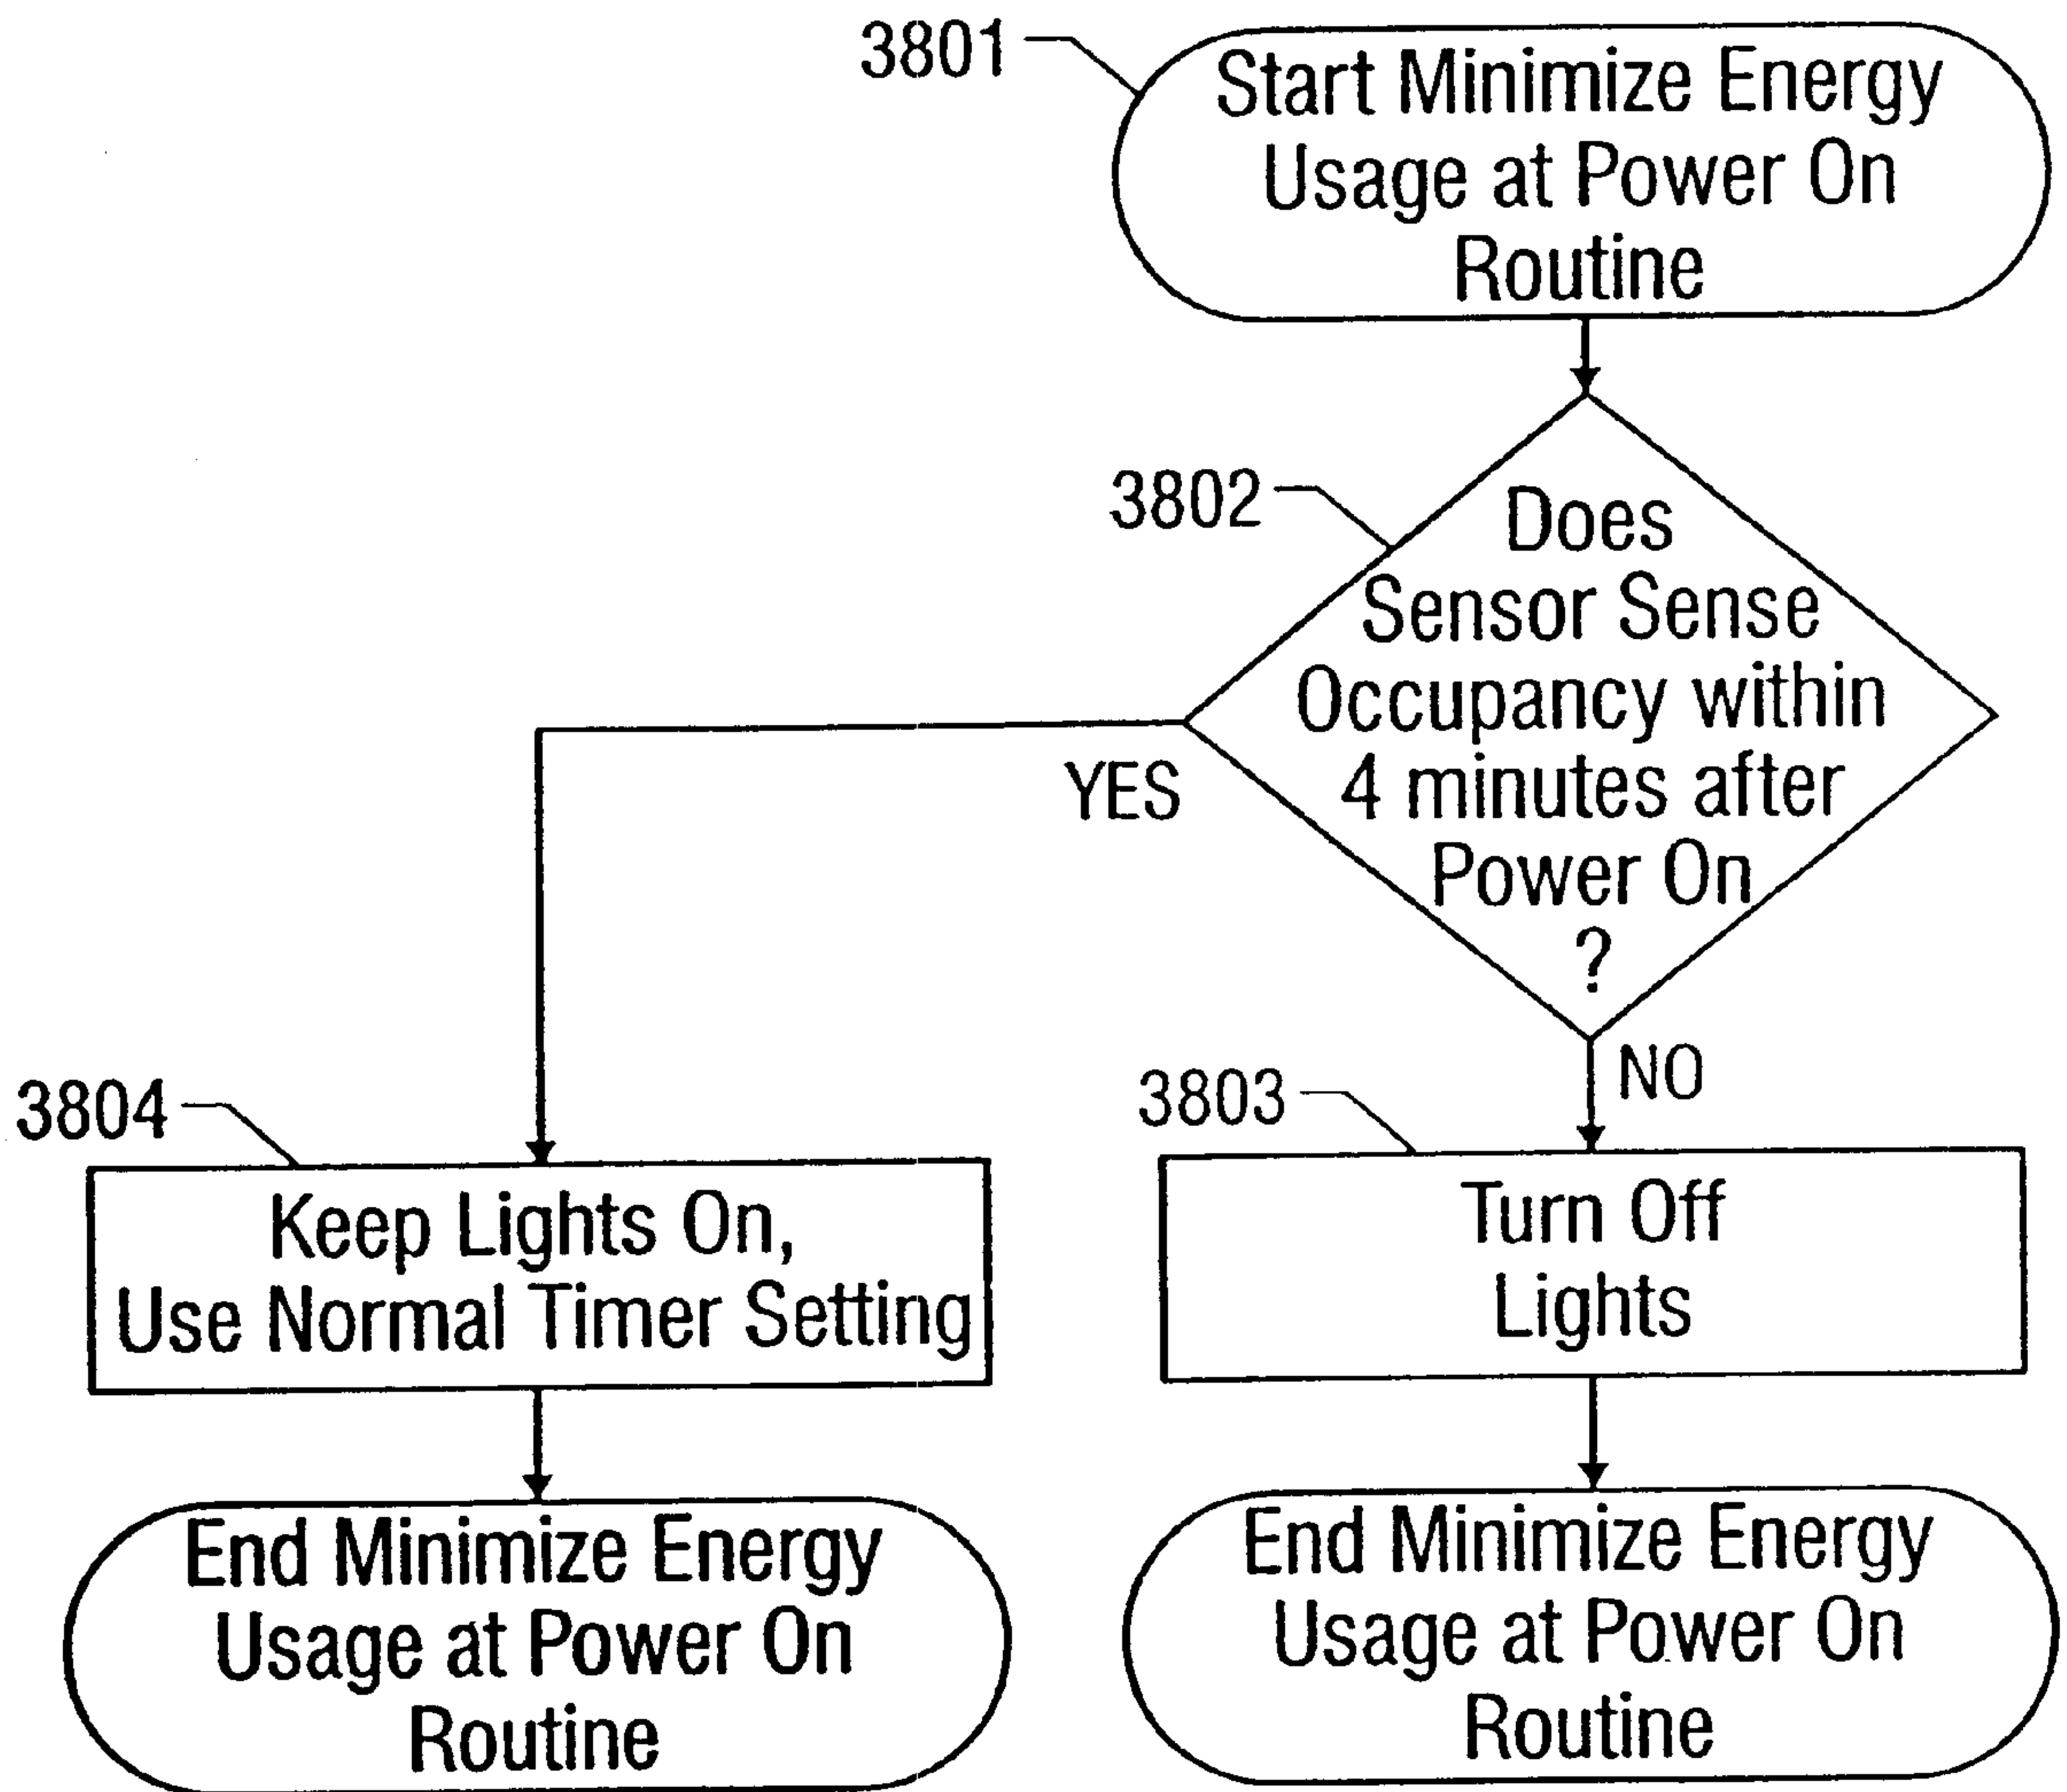 3801
Start Minimize Energy
Usage at Power On
Routine
3802
Does
Sensor Sense
Occupancy within
4 minutes after
Power On
?
YES
NO
3804
Keep Lights On,
Use Normal Timer Setting
3803
Turn Off
Lights
End Minimize Energy
Usage at Power On
Routine
End Minimize Energy
Usage at Power On
Routine